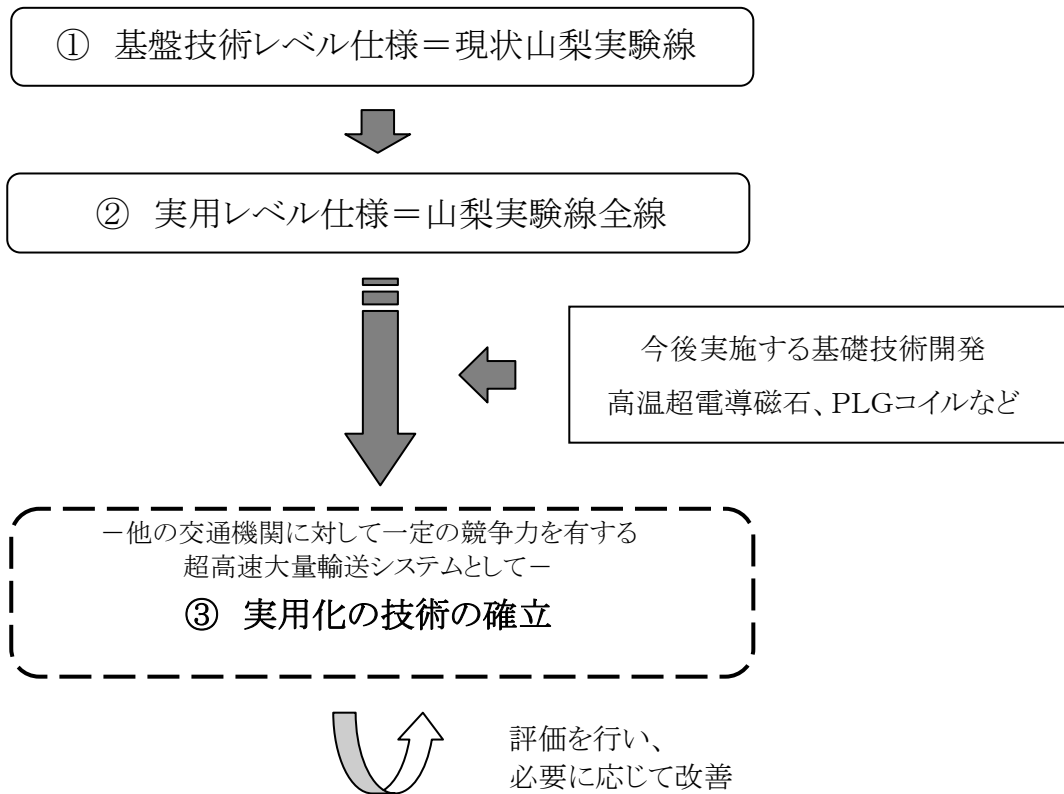 ① 基盤技術レベル仕様＝現状山梨実験線
② 実用レベル仕様＝山梨実験線全線
今後実施する基礎技術開発
高温超電導磁石、PLGコイルなど
－他の交通機関に対して一定の競争力を有する
超高速大量輸送システムとして－
③ 実用化の技術の確立
評価を行い、
必要に応じて改善